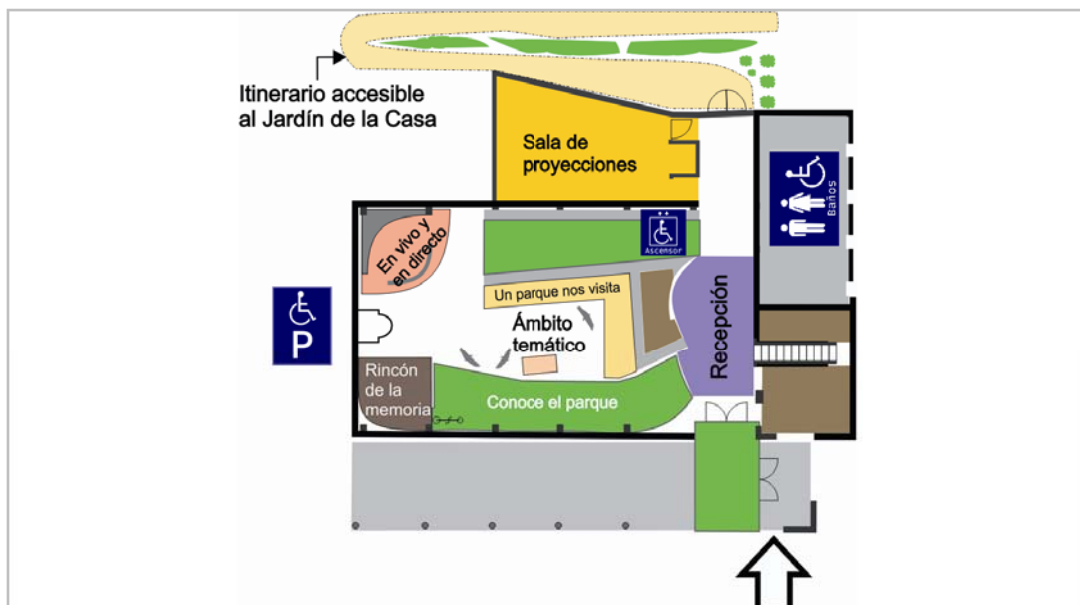 Itinerario accesible
al Jardín de la Casa
Sala de
proyecciones
Baños
En vivo y
en directo
Ascensor
Un parque nos visita
Recepción
P
Ámbito
temático
Rincón
de la
memoria
Conoce el parque